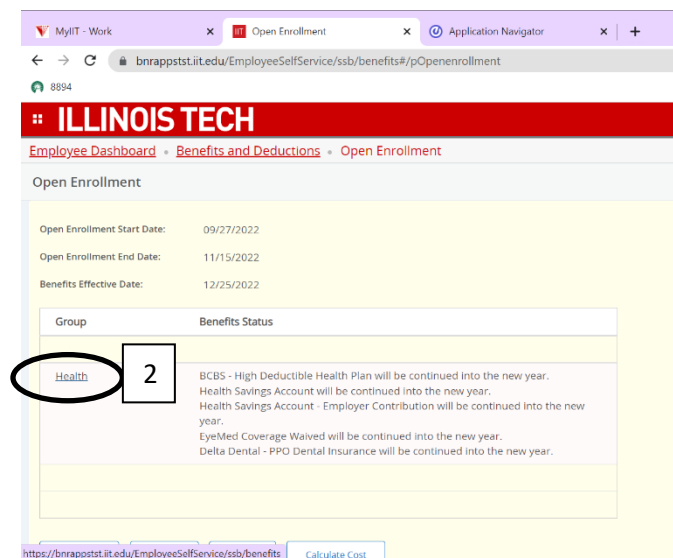 MyIIT - Work
Open Enrollment
Application Navigator
bnrappstst.iit.edu/EmployeeSelfService/ssb/benefits#/pOpenenrollment
8894
ILLINOIS TECH
Employee Dashboard • Benefits and Deductions • Open Enrollment
Open Enrollment
Open Enrollment Start Date: 09/27/2022
Open Enrollment End Date: 11/15/2022
Benefits Effective Date: 12/25/2022
Group Benefits Status
Health 2 BCBS - High Deductible Health Plan will be continued into the new year.
Health Savings Account will be continued into the new year.
Health Savings Account - Employer Contribution will be continued into the new
year.
EyeMed Coverage Waived will be continued into the new year.
Delta Dental - PPO Dental Insurance will be continued into the new year.
https://bnrappstst.iit.edu/EmployeeSelfService/ssb/benefits Calculate Cost